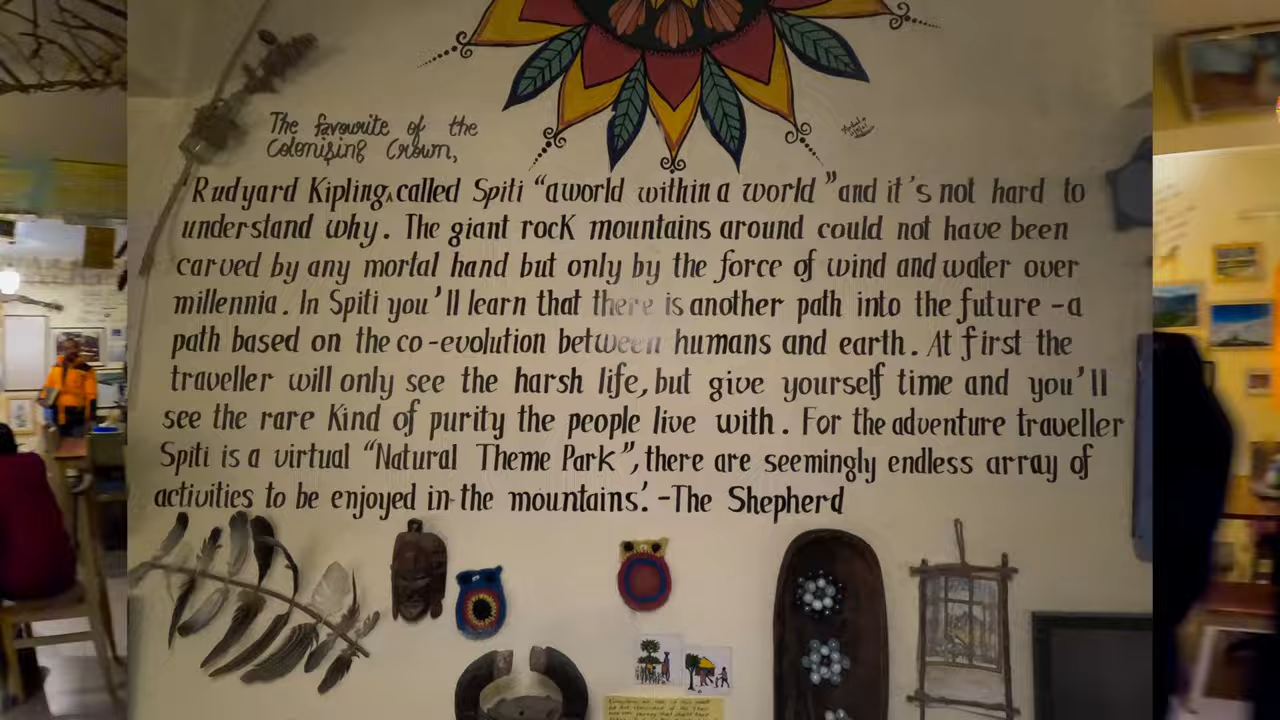 The favourite of the
Colonising Crown,
'Rudyard Kipling‸called Spiti “a world within a world ” and it's not hard to
understand why. The giant rock mountains around could not have been
carved by any mortal hand but only by the force of wind and water over
millennia. In Spiti you'll learn that there is another path into the future -a
path based on the co-evolution between humans and earth. At first the
traveller will only see the harsh life, but give yourself time and you'll
see the rare kind of purity the people live with. For the adventure traveller
Spiti is a virtual “Natural Theme Park”, there are seemingly endless array of
activities to be enjoyed in the mountains.' -The Shepherd